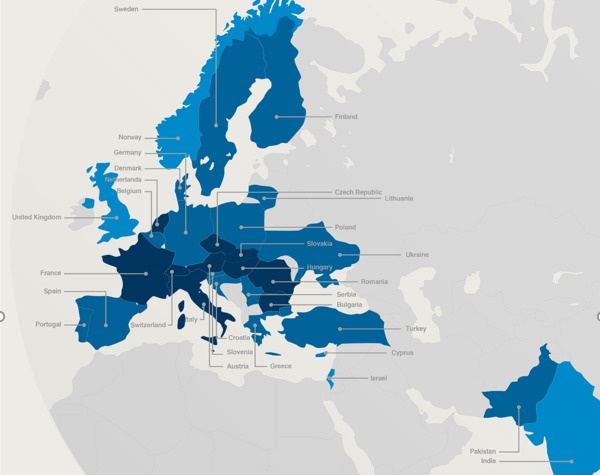 Sweden
Finland
Norway
Germany
Denmark
Netherlands
Belgium
Czech Republic
Lithuania
United Kingdom
Poland
Slovakia
Ukraine
France
Hungary
Romania
Spain
Serbia
Bulgaria
Portugal
Switzerland
Italy
Turkey
Croatia
Slovenia
Cyprus
Austria
Greece
Israel
Pakistan
India